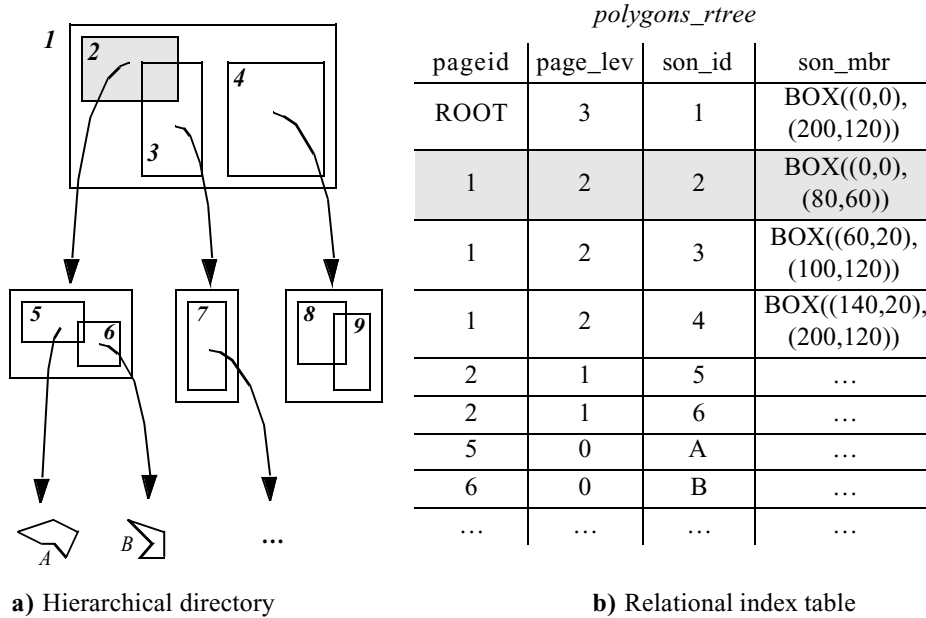 1
2
3
4
5
6
7
8
9
A
B
...
a) Hierarchical directory
polygons_rtree
pageid page_lev son_id son_mbr
ROOT 3 1 BOX((0,0), (200,120))
1 2 2 BOX((0,0), (80,60))
1 2 3 BOX((60,20), (100,120))
1 2 4 BOX((140,20), (200,120))
2 1 5 …
2 1 6 …
5 0 A …
6 0 B …
… … … …
b) Relational index table